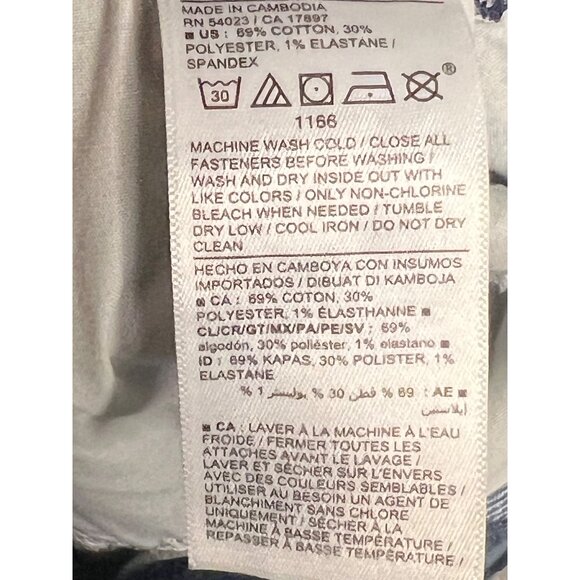 MADE IN CAMBODIA
RN 54023 / CA 17897
■ US : 69% COTTON, 30%
POLYESTER, 1% ELASTANE /
SPANDEX
30
®
1166
MACHINE WASH COLD / CLOSE ALL
FASTENERS BEFORE WASHING /
WASH AND DRY INSIDE OUT WITH
LIKE COLORS / ONLY NON-CHLORINE
BLEACH WHEN NEEDED / TUMBLE
DRY LOW / COOL IRON / DO NOT DRY
CLEAN
HECHO EN CAMBOYA CON INSUMOS
IMPORTADOS / DIBUAT DI KAMBOJA
■ CA : 69% COTON, 30%
POLYESTER, 1% ÉLASTHANNE ■
CL/CR/GT/MX/PA/PE/SV : 69%
algodón, 30% poliéster, 1% elastano ■
ID : 69% KAPAS, 30% POLISTER, 1%
ELASTANE
■ AE : 69 % قطن 30 % بوليستر 1 %
إيلاستين
■ CA : LAVER À LA MACHINE À L'EAU
FROIDE / FERMER TOUTES LES
ATTACHES AVANT LE LAVAGE /
LAVER ET SÉCHER SUR L'ENVERS
AVEC DES COULEURS SEMBLABLES /
UTILISER AU BESOIN UN AGENT DE
BLANCHIMENT SANS CHLORE
UNIQUEMENT / SÉCHER À LA
MACHINE À BASSE TEMPÉRATURE /
REPASSER À BASSE TEMPÉRATURE /